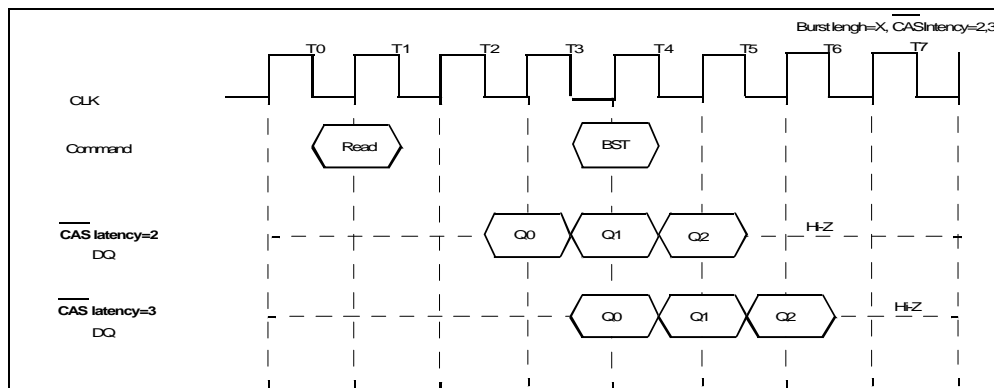 Burst lengh=X, CASlntency=2,3
T0 T1 T2 T3 T4 T5 T6 T7
CLK
Command Read BST
CAS latency=2
DQ
Q0 Q1 Q2 Hi-Z
CAS latency=3
DQ
Q0 Q1 Q2 Hi-Z